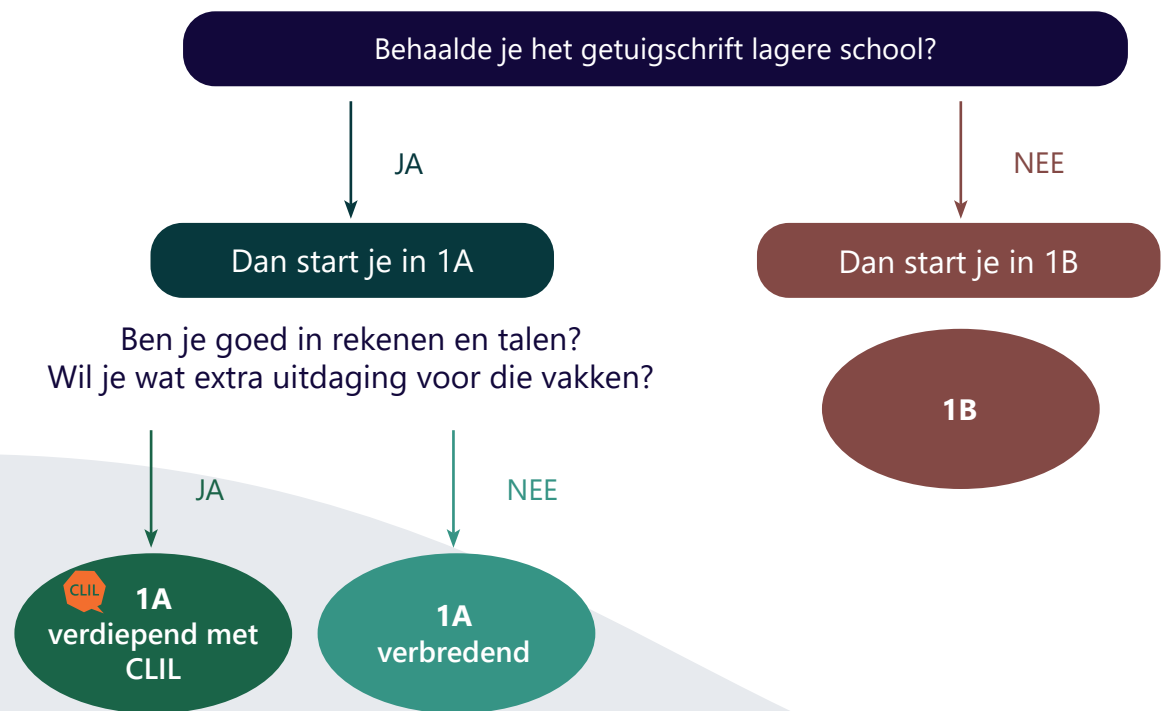 Behaalde je het getuigschrift lagere school?
JA
NEE
Dan start je in 1A
Dan start je in 1B
Ben je goed in rekenen en talen?
Wil je wat extra uitdaging voor die vakken?
1B
JA
NEE
CLIL
1A
verdiepend met
CLIL
1A
verbredend